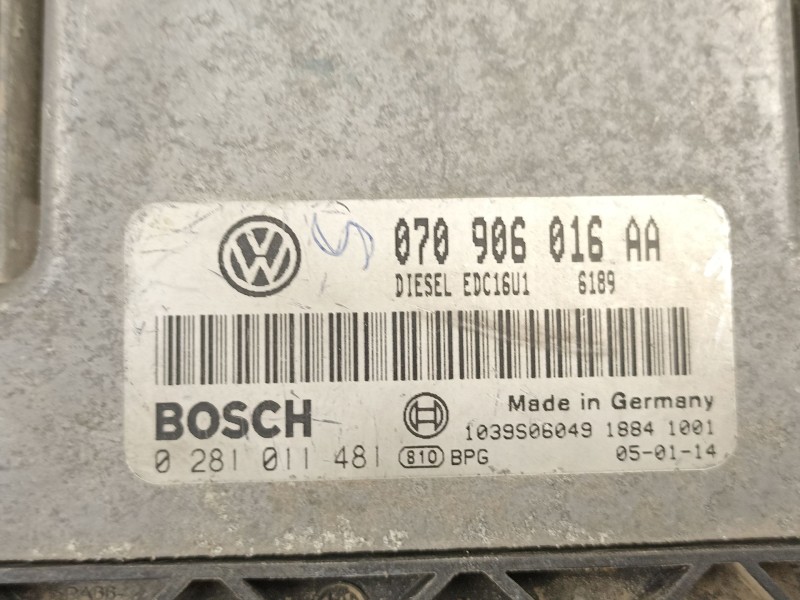 070 906 016 AA
DIESEL EDC16U1 6189
BOSCH
Made in Germany
1039S06049 1884 1001
0 281 011 481 810 BPG 05-01-14